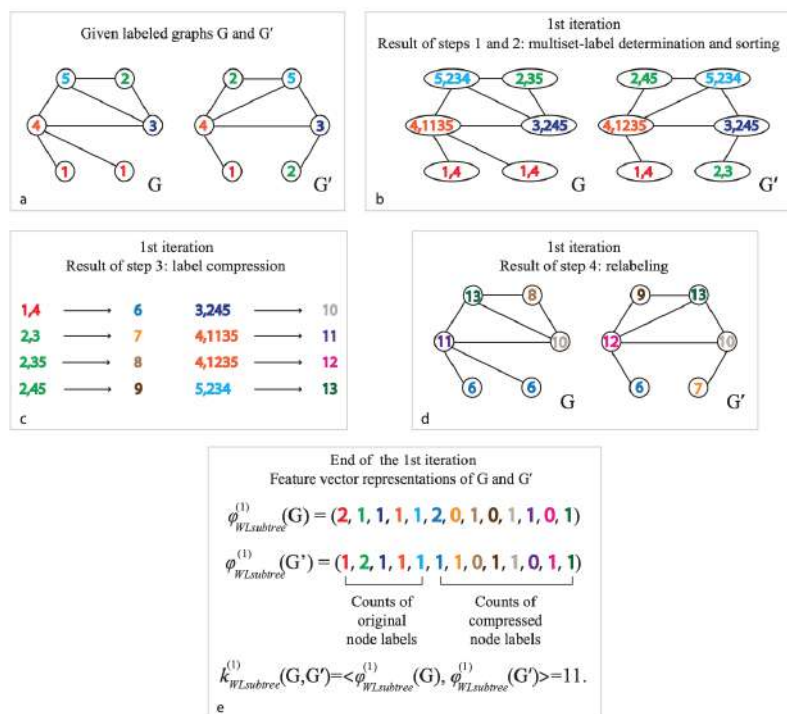 Given labeled graphs G and G'
5 2
4 3
1 1
G
2 5
4 3
1 2
G'
a
1st iteration
Result of steps 1 and 2: multiset-label determination and sorting
5,234 2,35
4,1135 3,245
1,4 1,4
G
2,45 5,234
4,1235 3,245
1,4 2,3
G'
b
1st iteration
Result of step 3: label compression
1,4 → 6 3,245 → 10
2,3 → 7 4,1135 → 11
2,35 → 8 4,1235 → 12
2,45 → 9 5,234 → 13
c
1st iteration
Result of step 4: relabeling
13 8
11 10
6 6
G
9 13
12 10
6 7
G'
d
End of the 1st iteration
Feature vector representations of G and G'
φ^(1)_WLsubtree(G) = (2, 1, 1, 1, 1, 2, 0, 1, 0, 1, 1, 0, 1)
φ^(1)_WLsubtree(G') = (1, 2, 1, 1, 1, 1, 1, 0, 1, 1, 0, 1, 1)
Counts of original node labels
Counts of compressed node labels
k^(1)_WLsubtree(G,G')=<φ^(1)_WLsubtree(G), φ^(1)_WLsubtree(G')>=11.
e